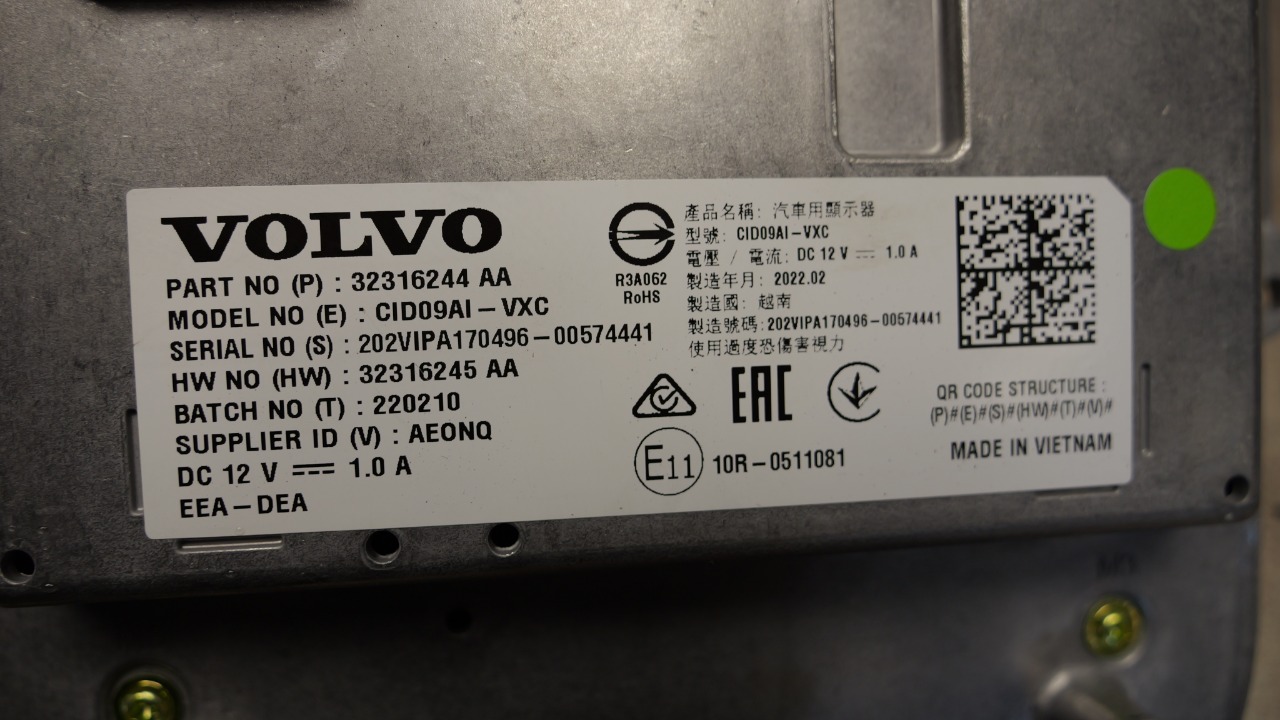 VOLVO
PART NO (P) : 32316244 AA
MODEL NO (E) : CID09AI-VXC
SERIAL NO (S) : 202VIPA170496-00574441
HW NO (HW) : 32316245 AA
BATCH NO (T) : 220210
SUPPLIER ID (V) : AEONQ
DC 12 V ⎓ 1.0 A
EEA-DEA
R3A062
RoHS
產品名稱: 汽車用顯示器
型號: CID09AI-VXC
電壓 / 電流: DC 12 V ⎓ 1.0 A
製造年月: 2022.02
製造國: 越南
製造號碼: 202VIPA170496-00574441
使用過度恐傷害視力
EAC
E11 10R-0511081
QR CODE STRUCTURE :
(P)#(E)#(S)#(HW)#(T)#(V)#
MADE IN VIETNAM